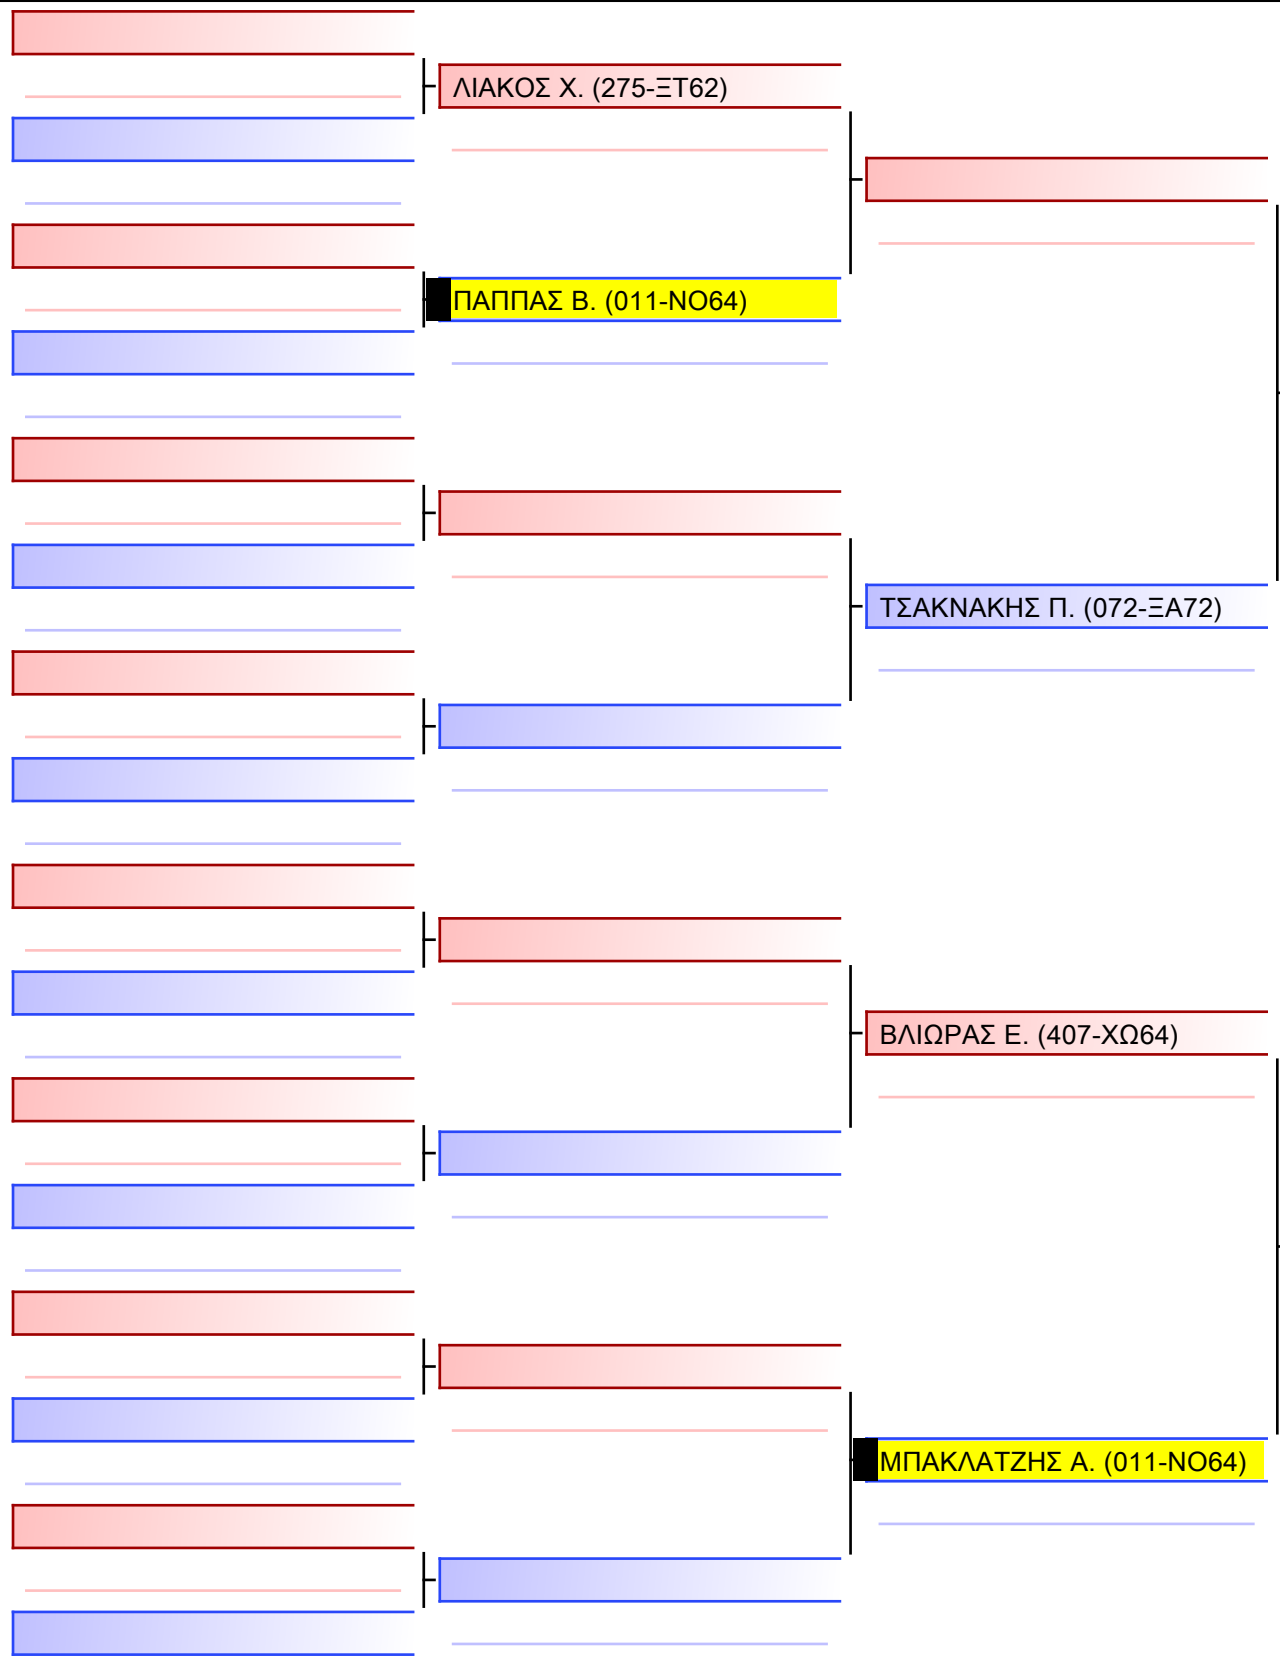 ΛΙΑΚΟΣ Χ. (275-ΞΤ62)
ΠΑΠΠΑΣ Β. (011-ΝΟ64)
ΤΣΑΚΝΑΚΗΣ Π. (072-ΞΑ72)
ΒΛΙΩΡΑΣ Ε. (407-ΧΩ64)
ΜΠΑΚΛΑΤΖΗΣ Α. (011-ΝΟ64)